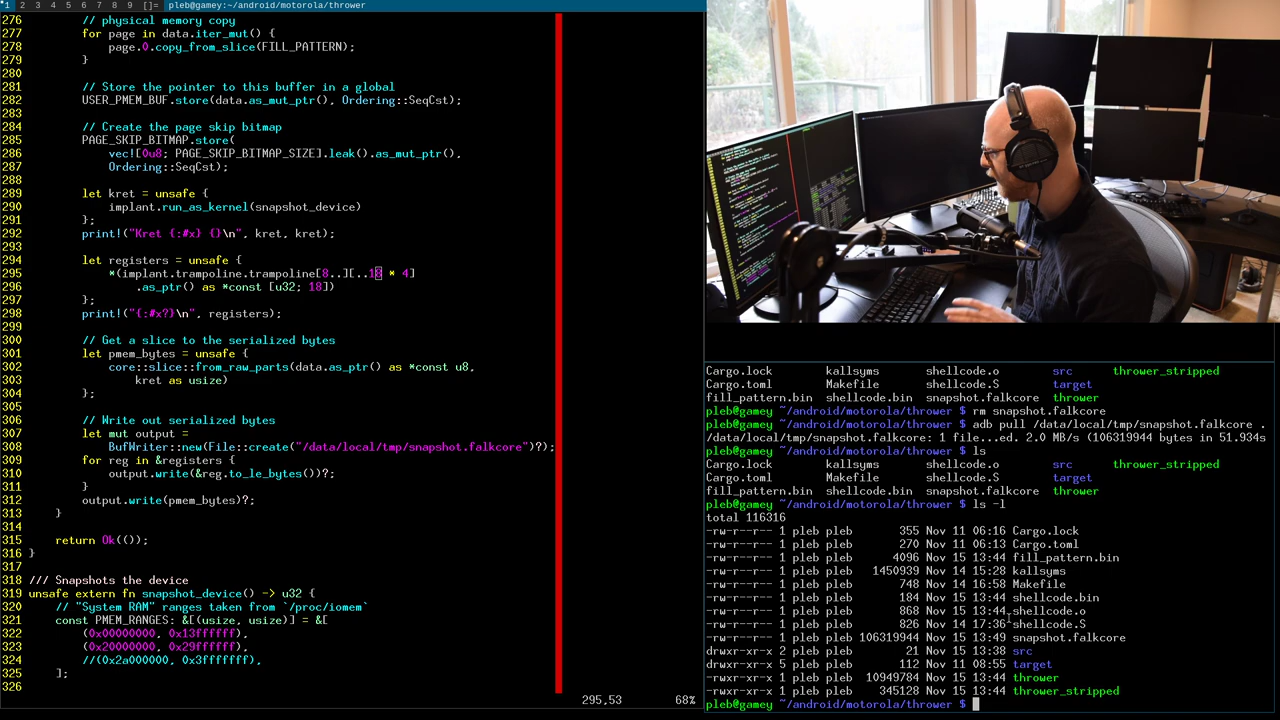 1 2 3 4 5 6 7 8 9 []= pleb@gamey:~/android/motorola/thrower
276 // physical memory copy
277 for page in data.iter_mut() {
278 page.0.copy_from_slice(FILL_PATTERN);
279 }
280
281 // Store the pointer to this buffer in a global
282 USER_PMEM_BUF.store(data.as_mut_ptr(), Ordering::SeqCst);
283
284 // Create the page skip bitmap
285 PAGE_SKIP_BITMAP.store(
286 vec![0u8; PAGE_SKIP_BITMAP_SIZE].leak().as_mut_ptr(),
287 Ordering::SeqCst);
288
289 let kret = unsafe {
290 implant.run_as_kernel(snapshot_device)
291 };
292 print!("Kret {:#x} {}\n", kret, kret);
293
294 let registers = unsafe {
295 *(implant.trampoline.trampoline[8..][..18 * 4]
296 .as_ptr() as *const [u32; 18])
297 };
298 print!("{:#x?}\n", registers);
299
300 // Get a slice to the serialized bytes
301 let pmem_bytes = unsafe {
302 core::slice::from_raw_parts(data.as_ptr() as *const u8,
303 kret as usize)
304 };
305
306 // Write out serialized bytes
307 let mut output =
308 BufWriter::new(File::create("/data/local/tmp/snapshot.falkcore")?);
309 for reg in &registers {
310 output.write(&reg.to_le_bytes())?;
311 }
312 output.write(pmem_bytes)?;
313 }
314
315 return Ok(());
316 }
317
318 /// Snapshots the device
319 unsafe extern fn snapshot_device() -> u32 {
320 // "System RAM" ranges taken from `/proc/iomem`
321 const PMEM_RANGES: &[(usize, usize)] = &[
322 (0x00000000, 0x13ffffff),
323 (0x20000000, 0x29ffffff),
324 //(0x2a000000, 0x3fffffff),
325 ];
326
295,53 68%
Cargo.lock kallsyms shellcode.o src thrower_stripped
Cargo.toml Makefile shellcode.S target
fill_pattern.bin shellcode.bin snapshot.falkcore thrower
pleb@gamey ~/android/motorola/thrower $ rm snapshot.falkcore
pleb@gamey ~/android/motorola/thrower $ adb pull /data/local/tmp/snapshot.falkcore .
/data/local/tmp/snapshot.falkcore: 1 file...ed. 2.0 MB/s (106319944 bytes in 51.934s
pleb@gamey ~/android/motorola/thrower $ ls
Cargo.lock kallsyms shellcode.o src thrower_stripped
Cargo.toml Makefile shellcode.S target
fill_pattern.bin shellcode.bin snapshot.falkcore thrower
pleb@gamey ~/android/motorola/thrower $ ls -l
total 116316
-rw-r--r-- 1 pleb pleb 355 Nov 11 06:16 Cargo.lock
-rw-r--r-- 1 pleb pleb 270 Nov 11 06:13 Cargo.toml
-rw-r--r-- 1 pleb pleb 4096 Nov 15 13:44 fill_pattern.bin
-rw-r--r-- 1 pleb pleb 1450939 Nov 14 15:28 kallsyms
-rw-r--r-- 1 pleb pleb 748 Nov 14 16:58 Makefile
-rw-r--r-- 1 pleb pleb 184 Nov 15 13:44 shellcode.bin
-rw-r--r-- 1 pleb pleb 868 Nov 15 13:44 shellcode.o
-rw-r--r-- 1 pleb pleb 826 Nov 14 17:36 shellcode.S
-rw-r--r-- 1 pleb pleb 106319944 Nov 15 13:49 snapshot.falkcore
drwxr-xr-x 2 pleb pleb 21 Nov 15 13:38 src
drwxr-xr-x 5 pleb pleb 112 Nov 11 08:55 target
-rwxr-xr-x 1 pleb pleb 10949784 Nov 15 13:44 thrower
-rwxr-xr-x 1 pleb pleb 345128 Nov 15 13:44 thrower_stripped
pleb@gamey ~/android/motorola/thrower $